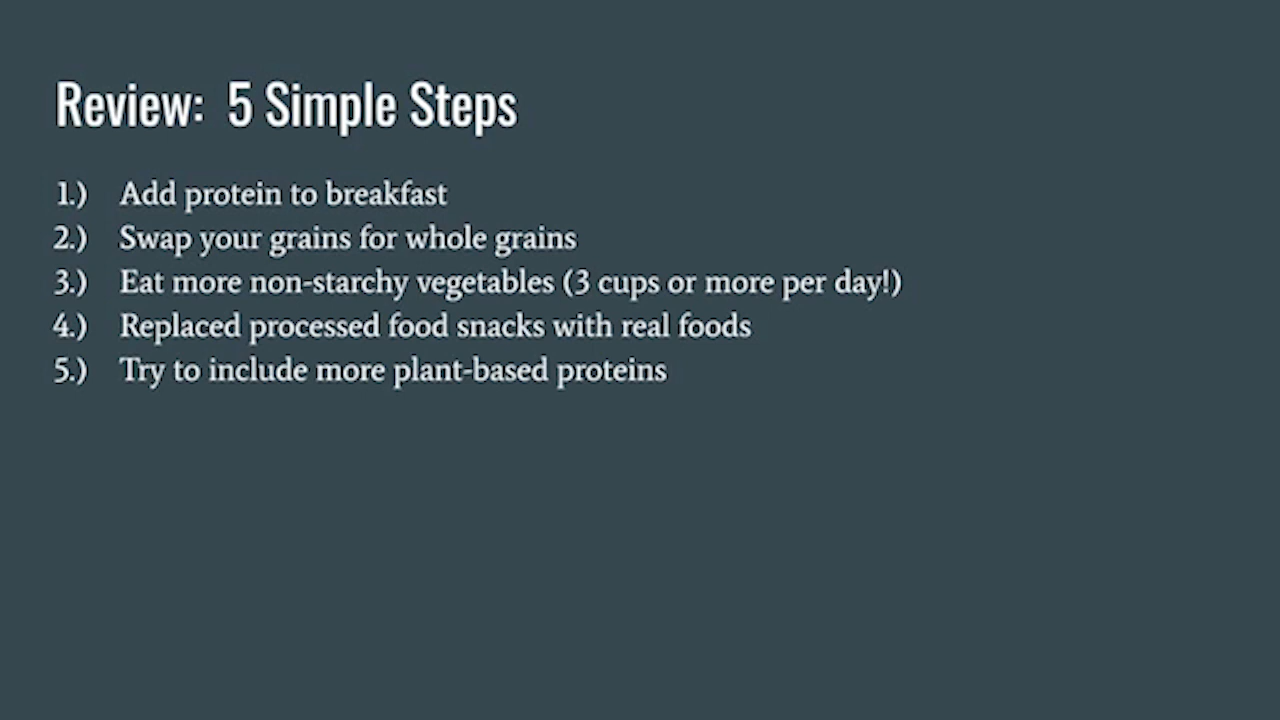 Review: 5 Simple Steps
1.) Add protein to breakfast
2.) Swap your grains for whole grains
3.) Eat more non-starchy vegetables (3 cups or more per day!)
4.) Replaced processed food snacks with real foods
5.) Try to include more plant-based proteins